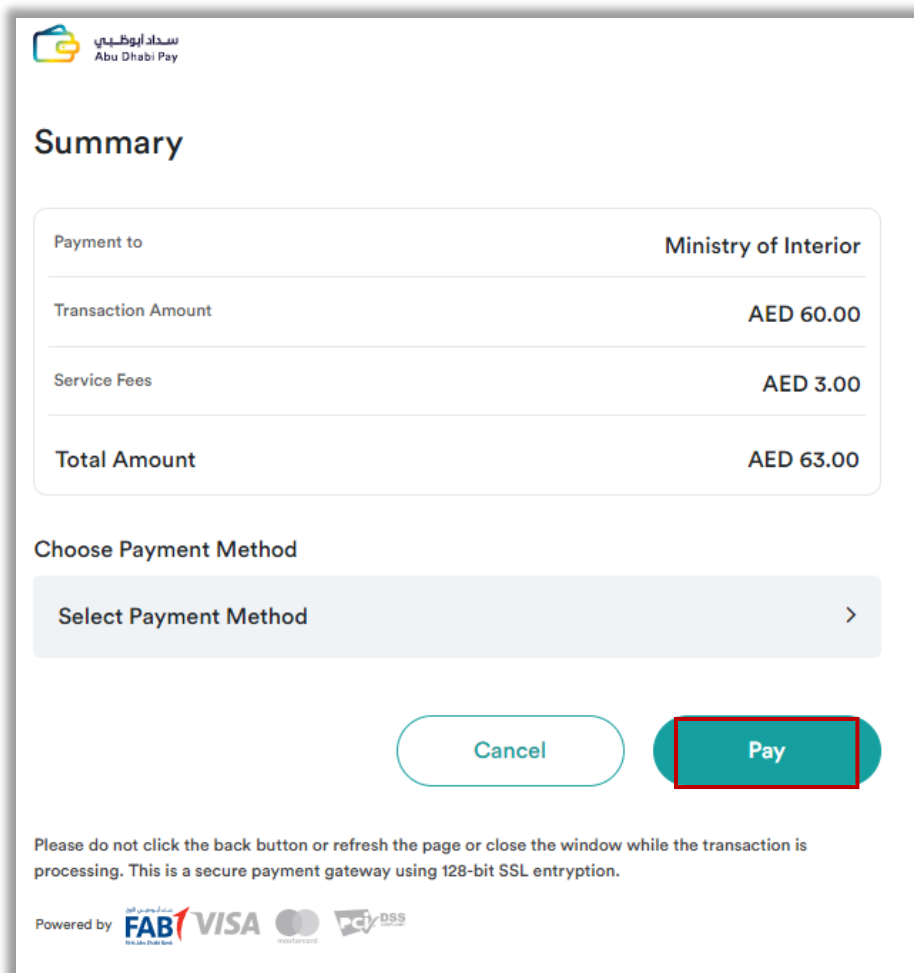 سداد أبوظبي
Abu Dhabi Pay
Summary
Payment to Ministry of Interior
Transaction Amount AED 60.00
Service Fees AED 3.00
Total Amount AED 63.00
Choose Payment Method
Select Payment Method
Cancel Pay
Please do not click the back button or refresh the page or close the window while the transaction is
processing. This is a secure payment gateway using 128-bit SSL entryption.
Powered by FAB VISA mastercard PCI DSS